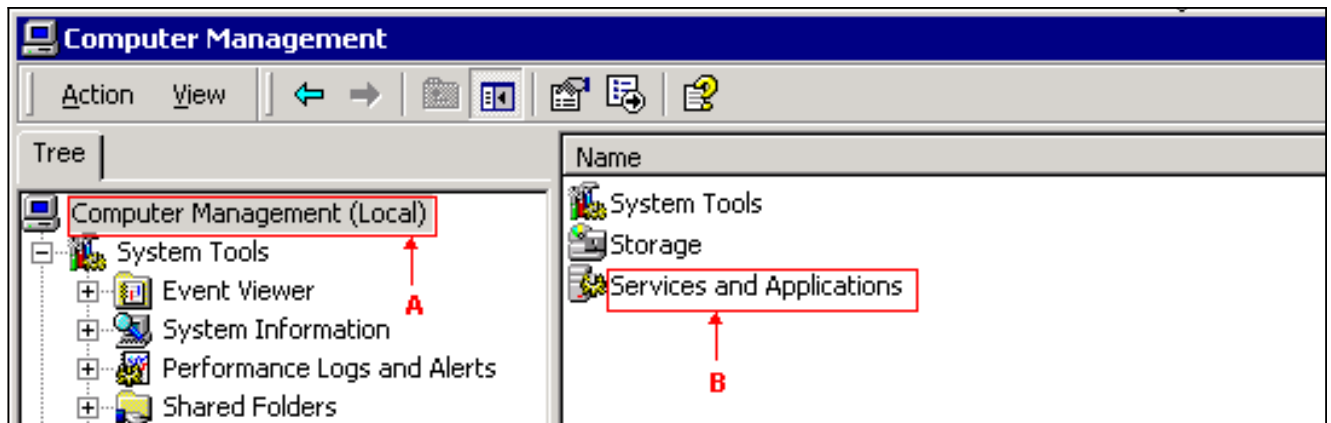 Computer Management
Action View
Tree
Name
Computer Management (Local)
System Tools
Event Viewer
System Information
Performance Logs and Alerts
Shared Folders
A
System Tools
Storage
Services and Applications
B